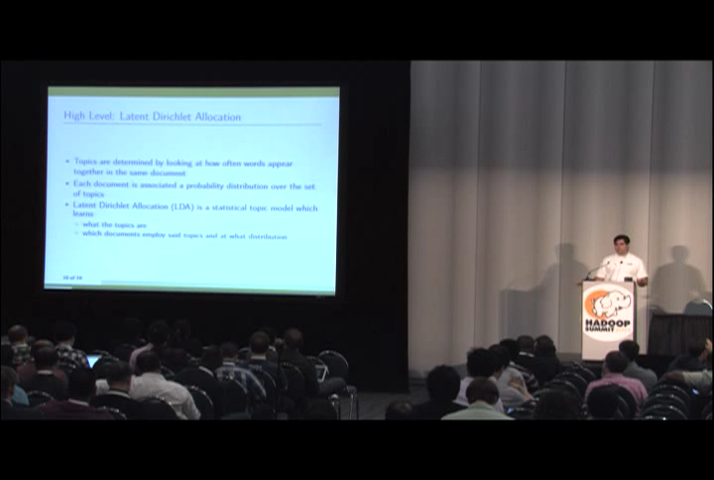 High Level: Latent Dirichlet Allocation
• Topics are determined by looking at how often words appear
together in the same document
• Each document is associated a probability distribution over the set
of topics
• Latent Dirichlet Allocation (LDA) is a statistical topic model which
learns
– what the topics are
– which documents employ said topics and at what distribution
HADOOP
SUMMIT